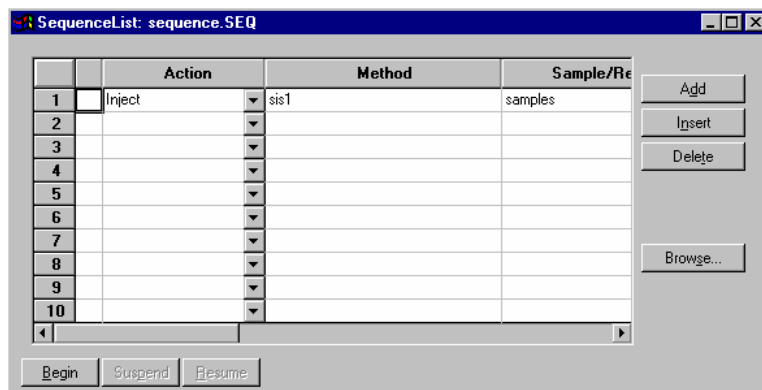 SequenceList: sequence.SEQ
Action Method Sample/Re
1 Inject sis1 samples
2
3
4
5
6
7
8
9
10
Add
Insert
Delete
Browse...
Begin Suspend Resume